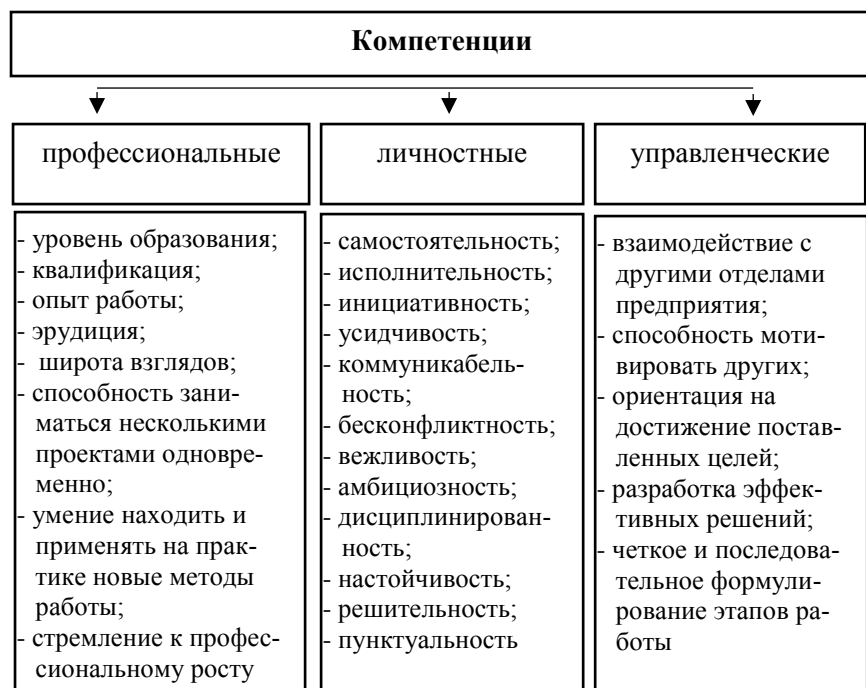 Компетенции
профессиональные
личностные
управленческие
- уровень образования;
- квалификация;
- опыт работы;
- эрудиция;
- широта взглядов;
- способность зани-
маться несколькими
проектами одновре-
менно;
- умение находить и
применять на прак-
тике новые методы
работы;
- стремление к профес-
сиональному росту
- самостоятельность;
- исполнительность;
- инициативность;
- усидчивость;
- коммуникабель-
ность;
- бесконфликтность;
- вежливость;
- амбициозность;
- дисциплинирован-
ность;
- настойчивость;
- решительность;
- пунктуальность
- взаимодействие с
другими отделами
предприятия;
- способность моти-
вировать других;
- ориентация на
достижение постав-
ленных целей;
- разработка эффек-
тивных решений;
- четкое и последова-
тельное формули-
рование этапов ра-
боты